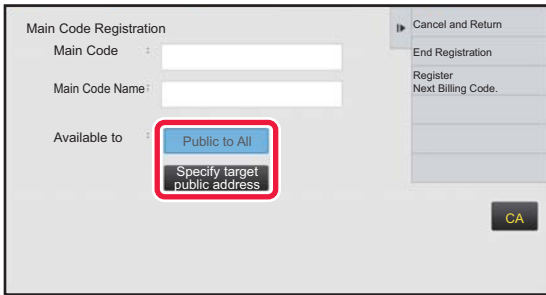 Main Code Registration
Main Code :
Main Code Name :
Available to :
Public to All
Specify target
public address
Cancel and Return
End Registration
Register
Next Billing Code.
CA